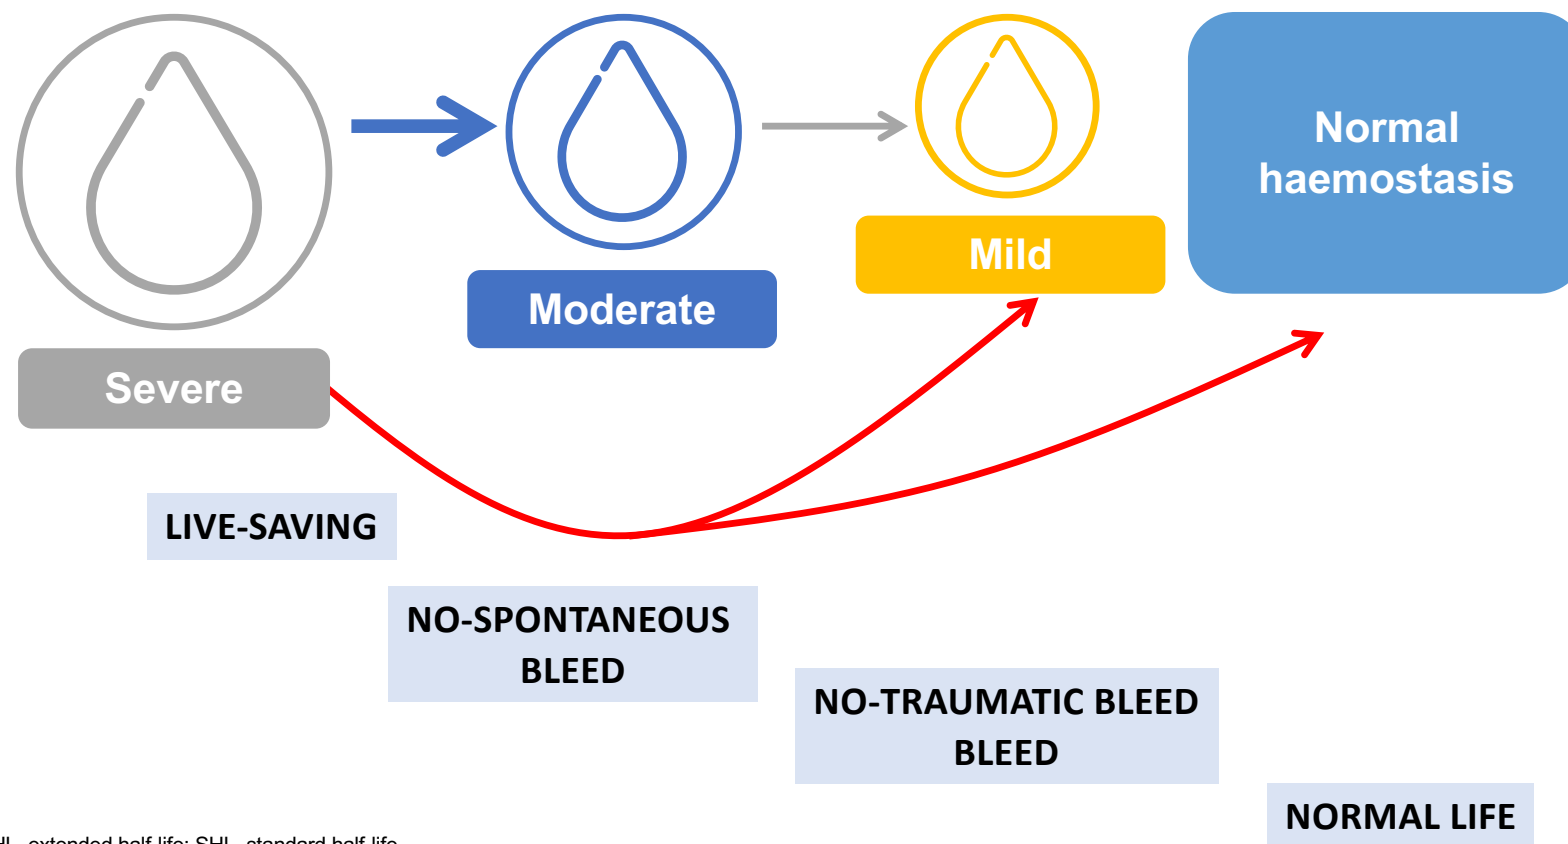 Normal
haemostasis
Mild
Moderate
Severe
LIVE-SAVING
NO-SPONTANEOUS
BLEED
NO-TRAUMATIC BLEED
BLEED
NORMAL LIFE
extended half-life; SHL, standard half-life